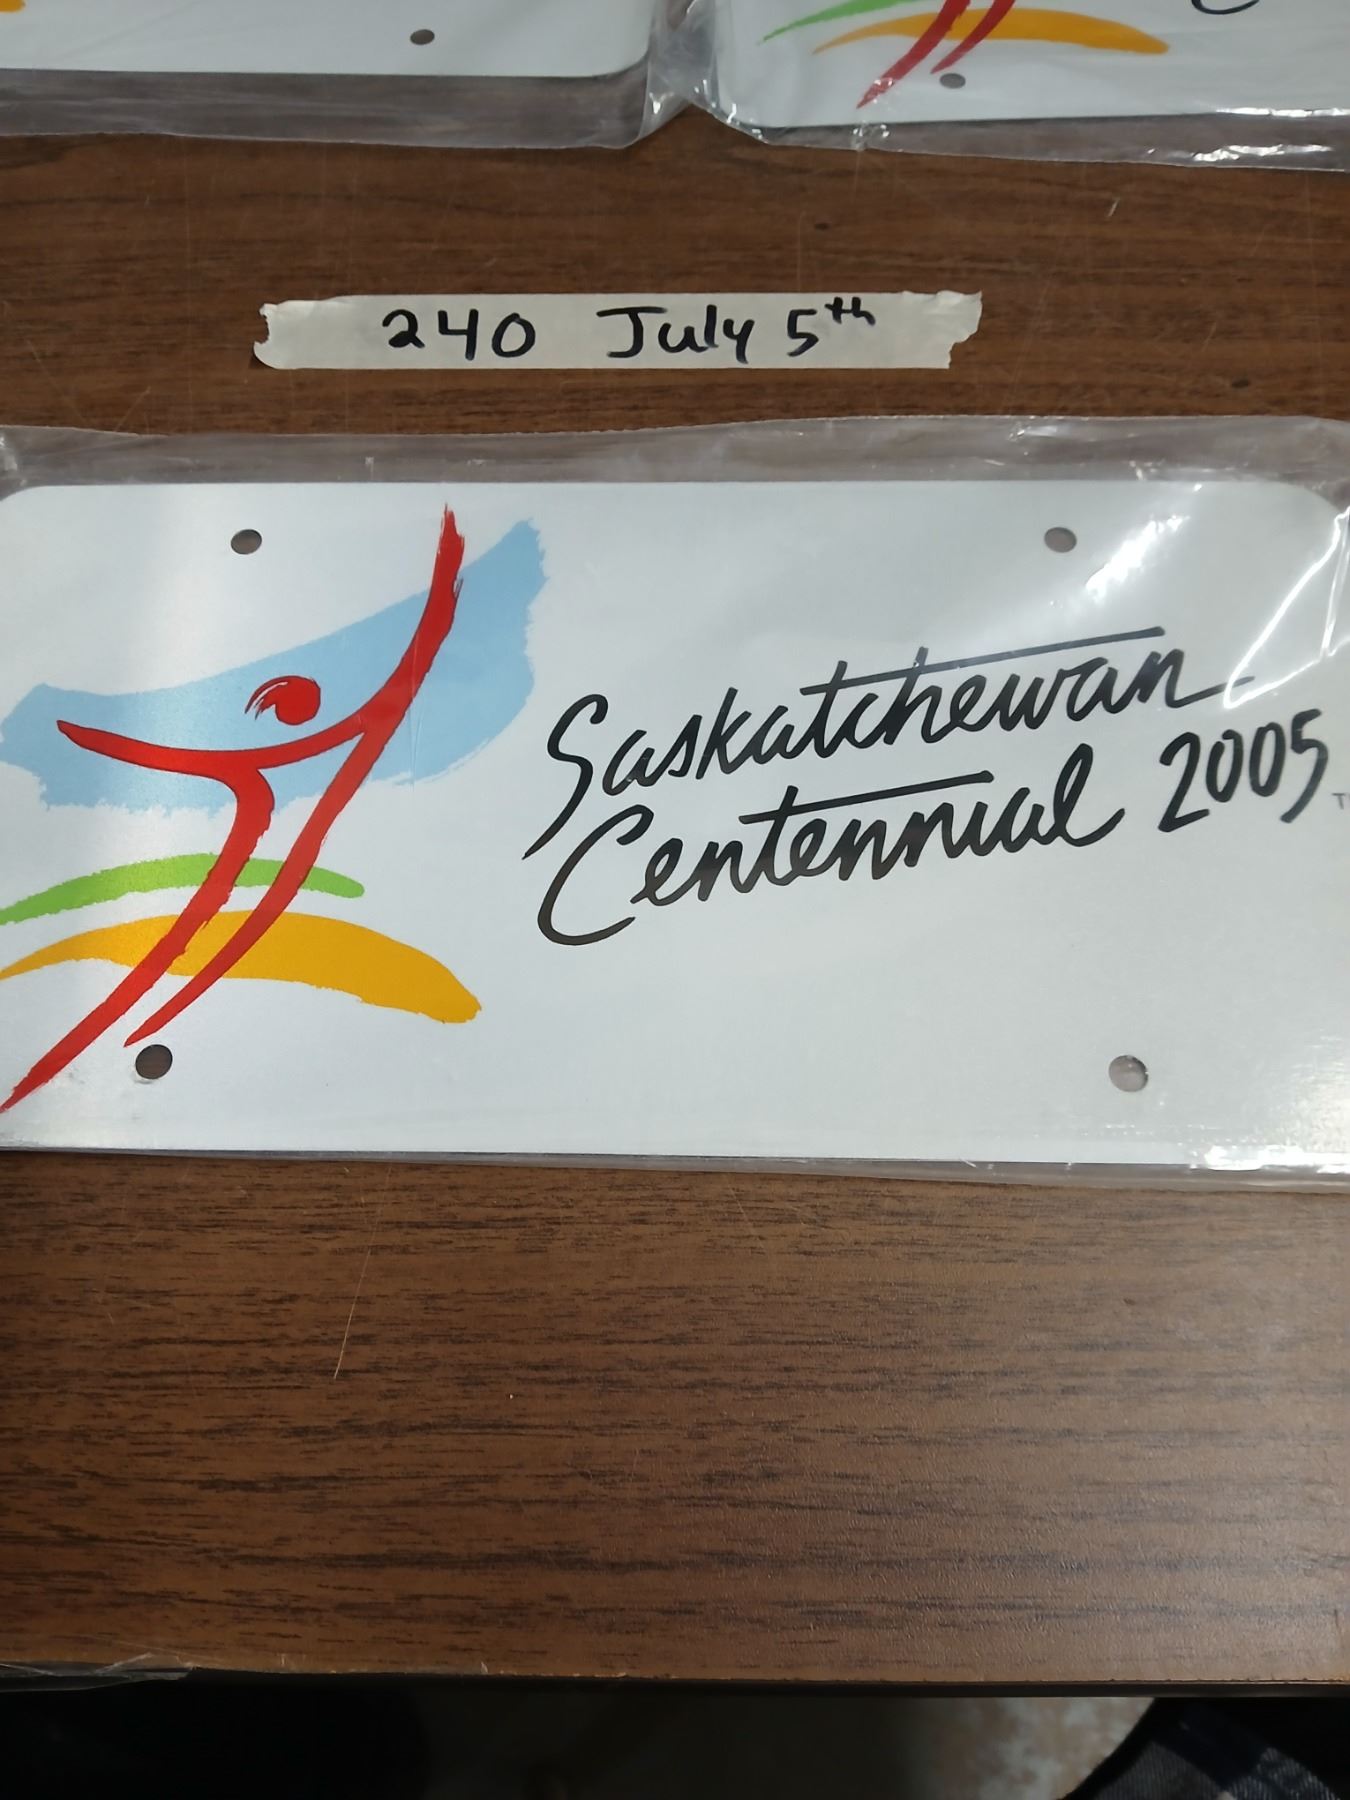 240 July 5th
Saskatchewan
Centennial 2005
TM